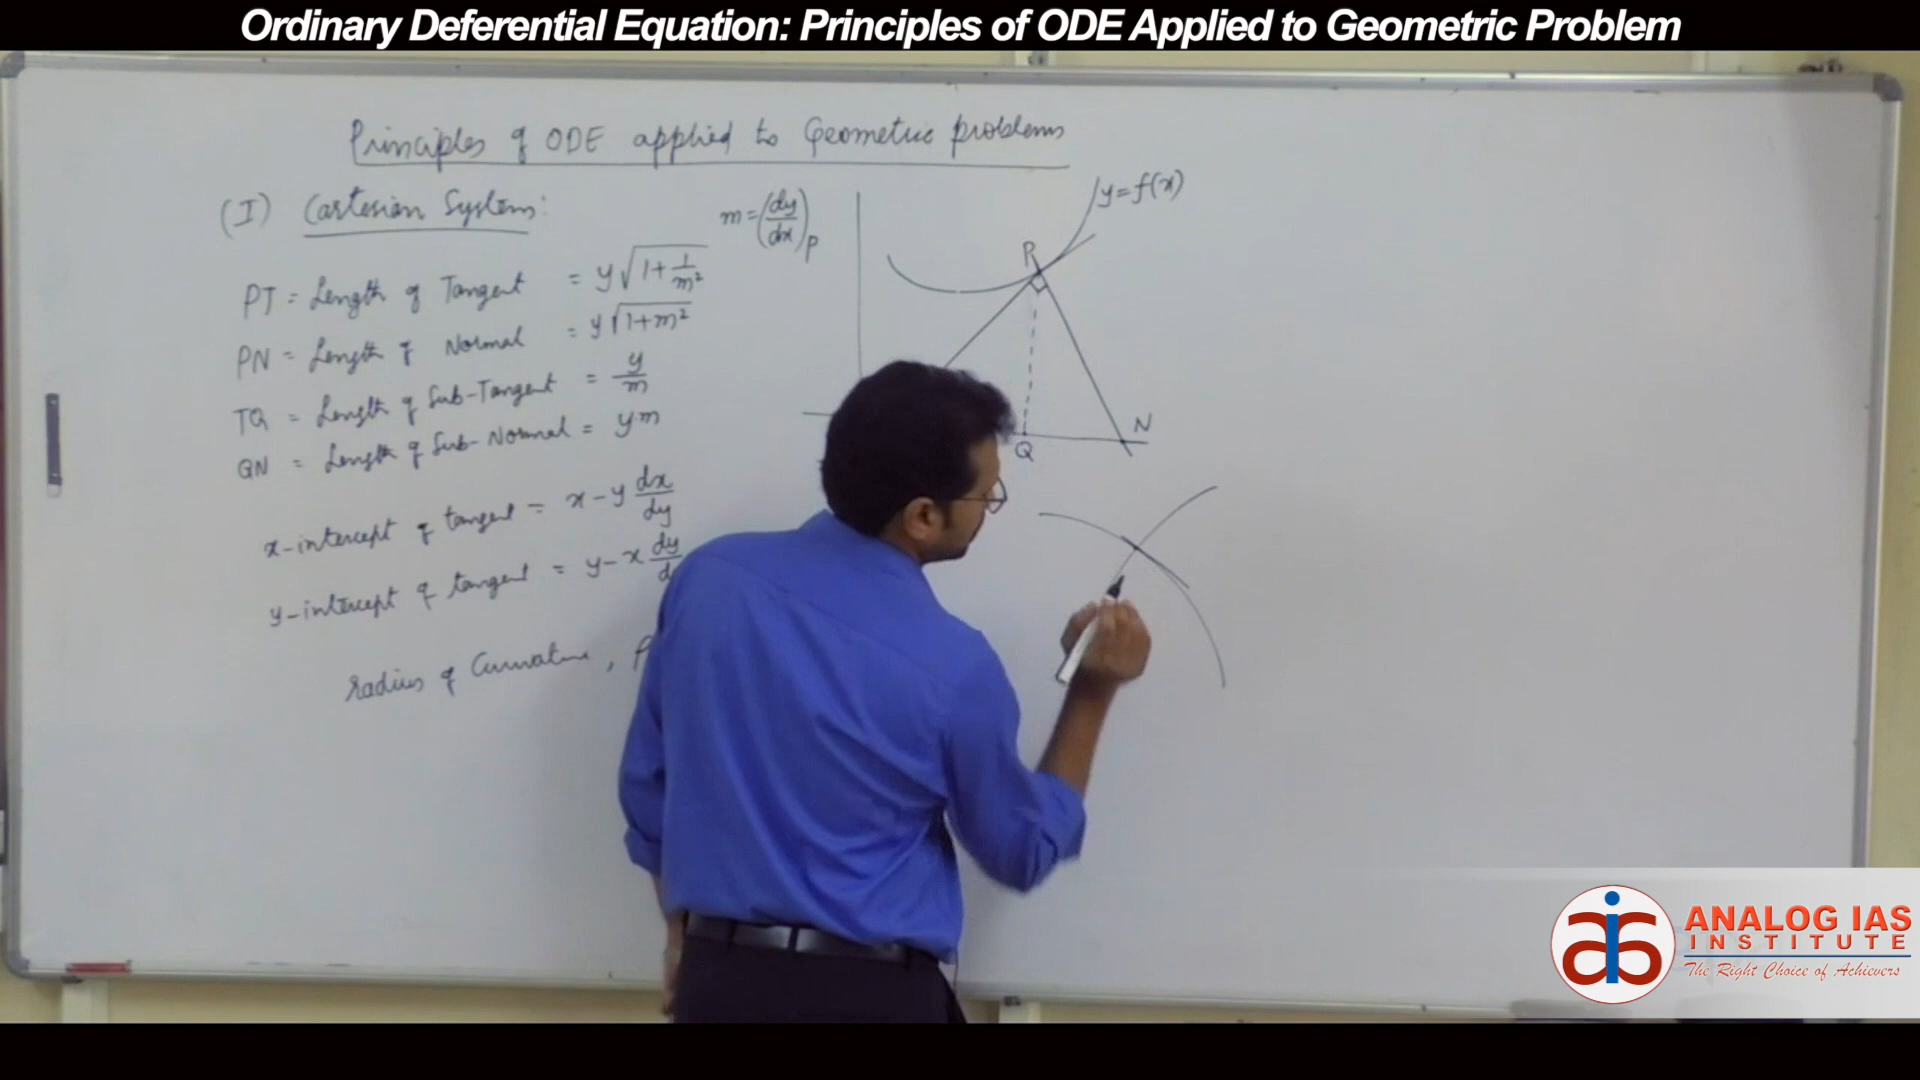 Ordinary Deferential Equation: Principles of ODE Applied to Geometric Problem
Principles of ODE applied to Geometric problems
(I) Cartesian System:
m = (dy/dx)P
y = f(x)
P
PT = Length of Tangent = y√(1+1/m²)
PN = Length of Normal = y√(1+m²)
TQ = Length of Sub-Tangent = y/m
QN = Length of Sub-Normal = y·m
Q
N
x-intercept of tangent = x - y dx/dy
y-intercept of tangent = y - x dy/d
radius of Curvature,
ANALOG IAS
INSTITUTE
The Right Choice of Achievers